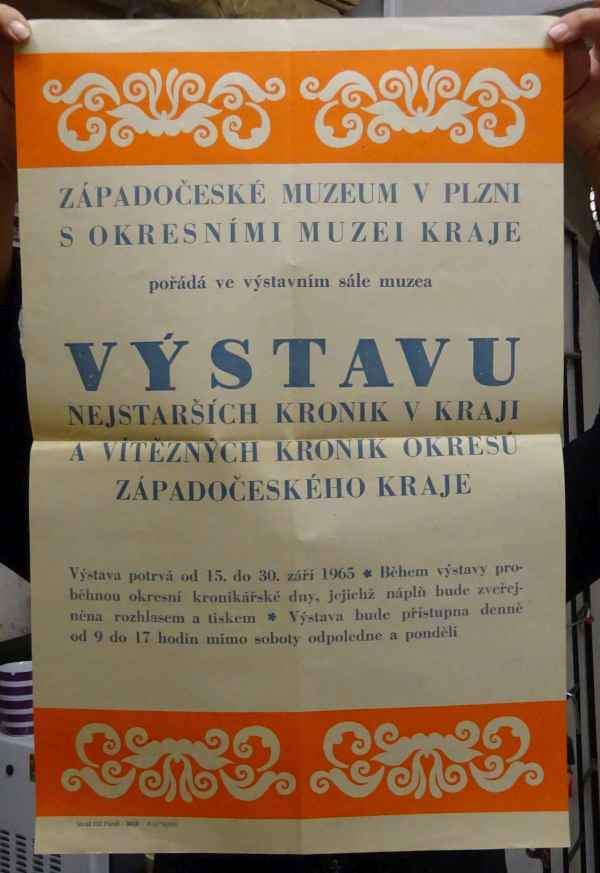 ZÁPADOČESKÉ MUZEUM V PLZNI
S OKRESNÍMI MUZEI KRAJE
pořádá ve výstavním sále muzea
VÝSTAVU
NEJSTARŠÍCH KRONIK V KRAJI
A VÍTĚZNÝCH KRONIK OKRESŮ
ZÁPADOČESKÉHO KRAJE
Výstava potrvá od 15. do 30. září 1965 * Během výstavy pro-
běhnou okresní kronikářské dny, jejichž náplň bude zveřej-
něna rozhlasem a tiskem * Výstava bude přístupna denně
od 9 do 17 hodin mimo soboty odpoledne a pondělí